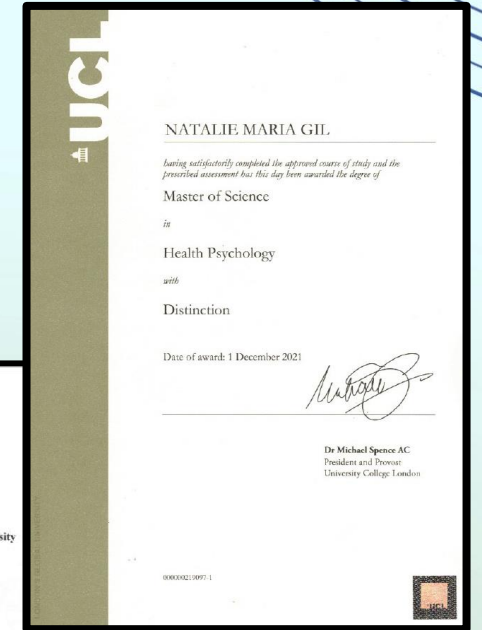 UCL
NATALIE MARIA GIL
having satisfactorily completed the approved course of study and the
prescribed assessment has this day been awarded the degree of
Master of Science
in
Health Psychology
with
Distinction
Date of award: 1 December 2021
Dr Michael Spence AC
President and Provost
University College London
000000210097-1
UCL
sity